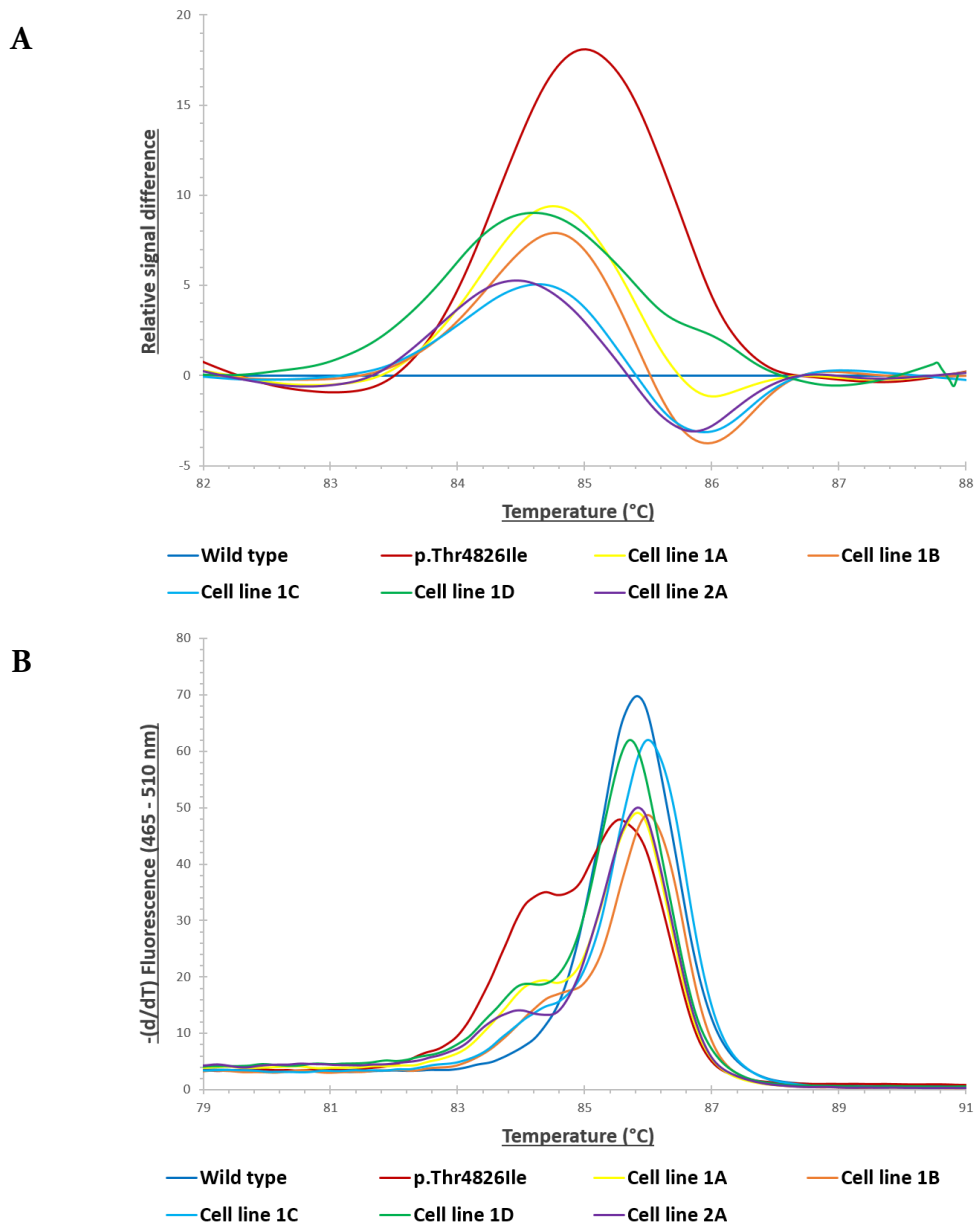 A
20
15
10
5
0
-5
Relative signal difference
82 83 84 85 86 87 88
Temperature (°C)
Wild type p.Thr4826Ile Cell line 1A Cell line 1B
Cell line 1C Cell line 1D Cell line 2A
B
80
70
60
50
40
30
20
10
0
-(d/dT) Fluorescence (465 - 510 nm)
79 81 83 85 87 89 91
Temperature (°C)
Wild type p.Thr4826Ile Cell line 1A Cell line 1B
Cell line 1C Cell line 1D Cell line 2A